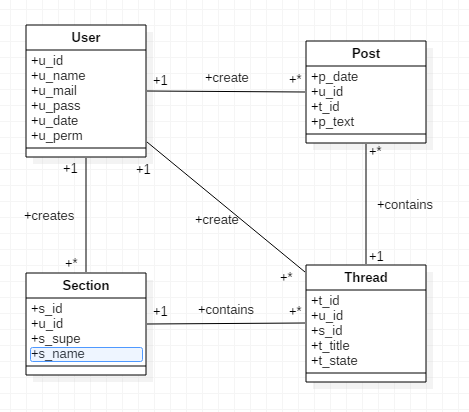 User
+u_id
+u_name
+u_mail
+u_pass
+u_date
+u_perm
+1
+create
+*
Post
+p_date
+u_id
+t_id
+p_text
+1
+creates
+*
+1
+create
+*
+*
+contains
+1
Section
+s_id
+u_id
+s_supe
+s_name
+1
+contains
+*
Thread
+t_id
+u_id
+s_id
+t_title
+t_state